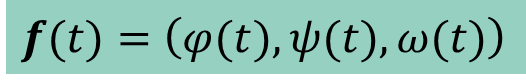 𝒇(𝑡) = (𝜑(𝑡), 𝜓(𝑡), 𝜔(𝑡))